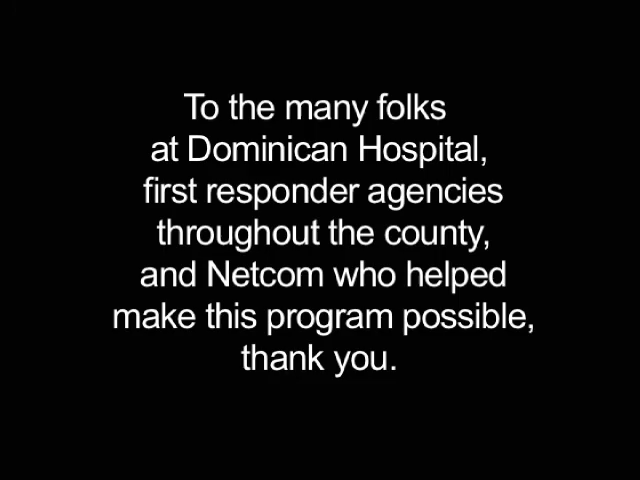 To the many folks
at Dominican Hospital,
first responder agencies
throughout the county,
and Netcom who helped
make this program possible,
thank you.